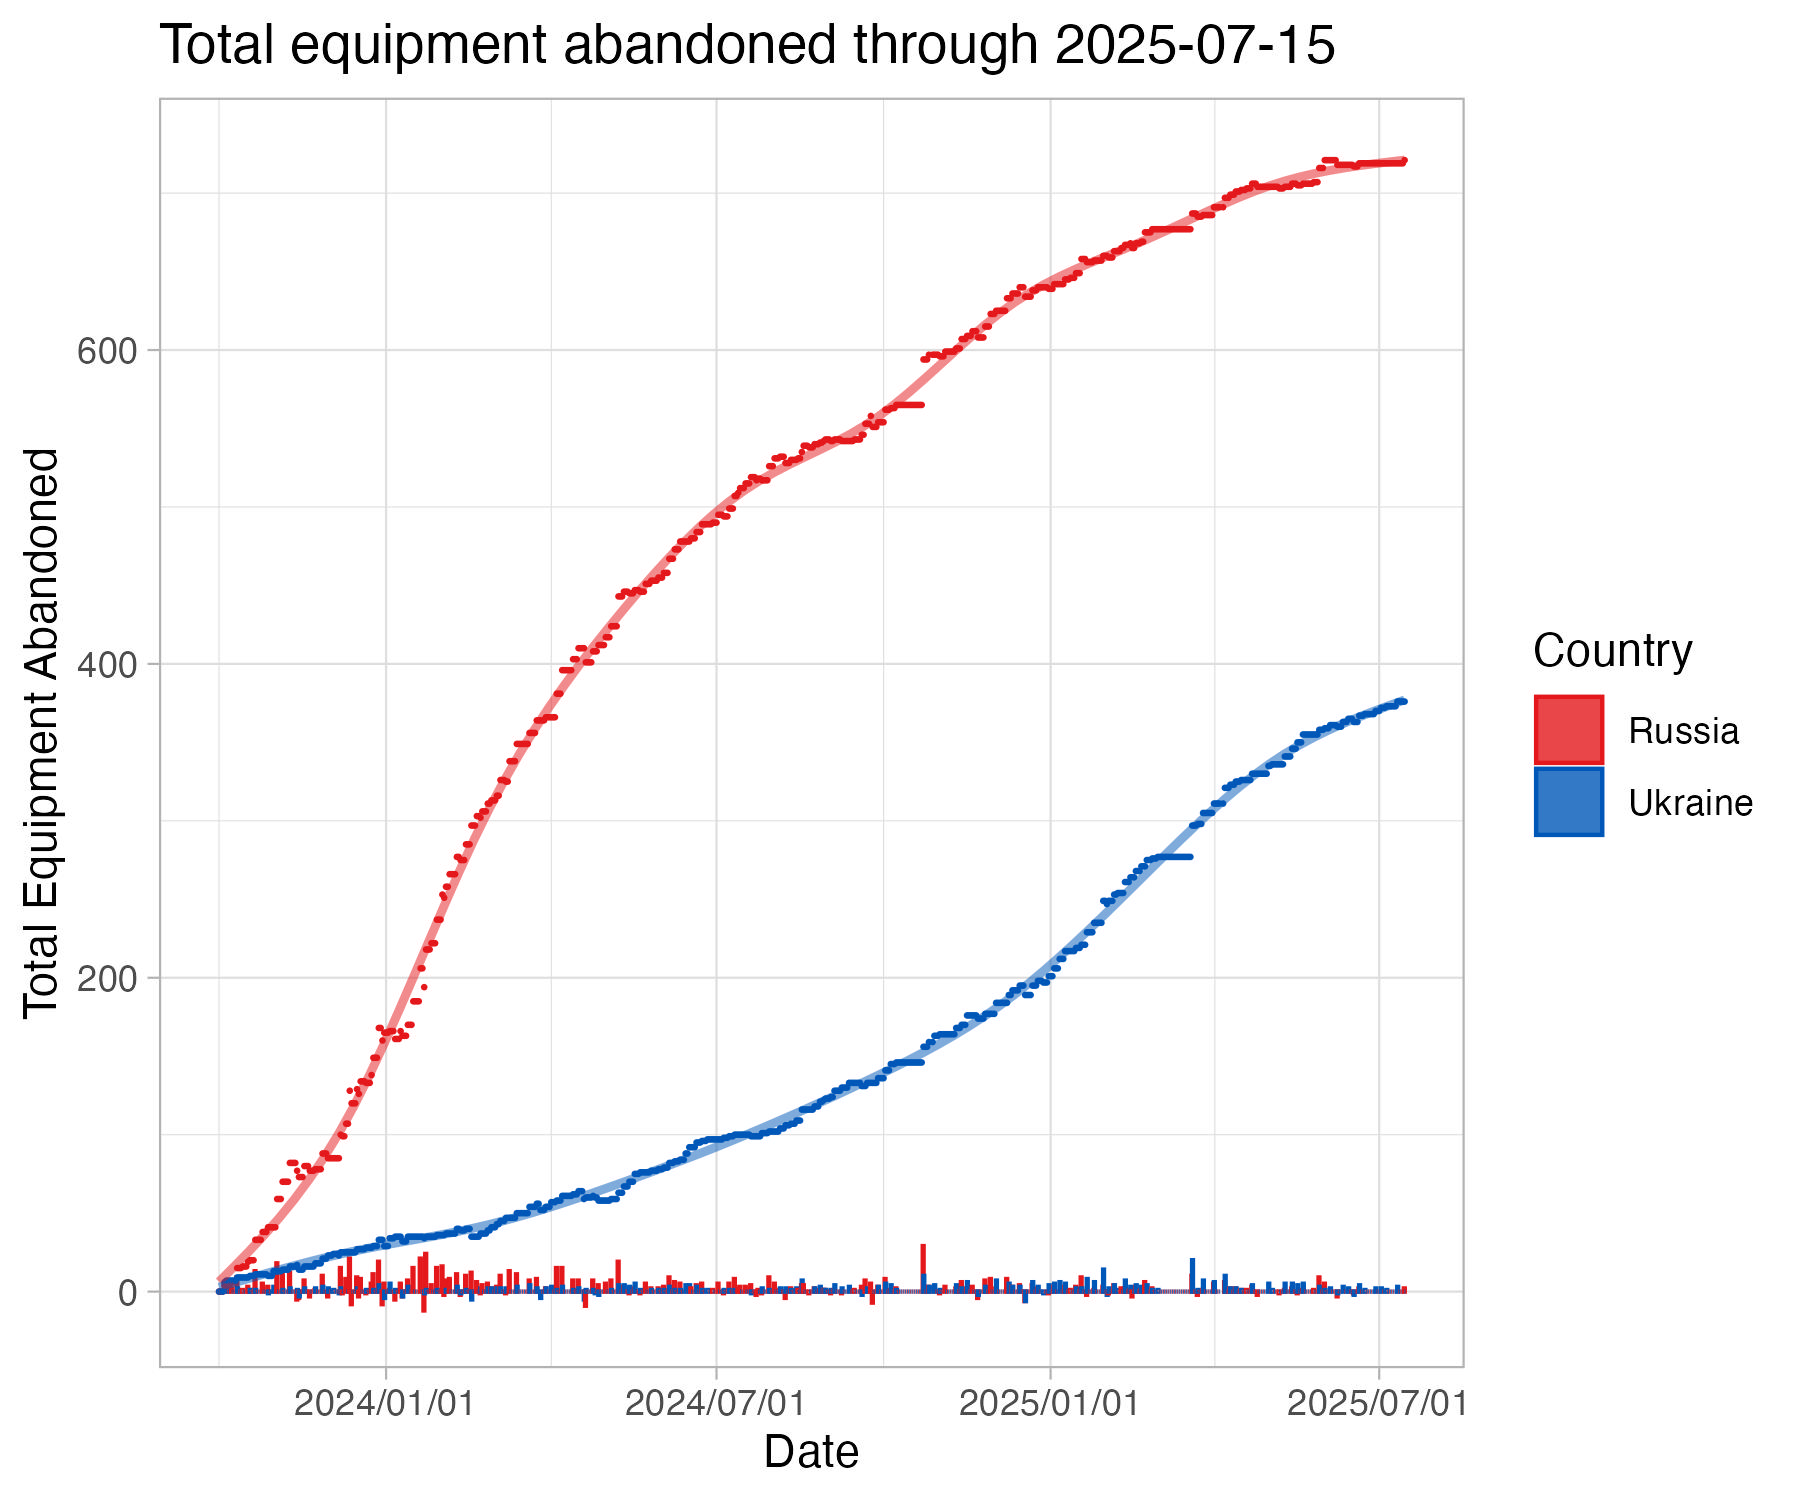 Total equipment abandoned through 2025-07-15
Total Equipment Abandoned
600
400
200
0
2024/01/01
2024/07/01
2025/01/01
2025/07/01
Date
Country
Russia
Ukraine